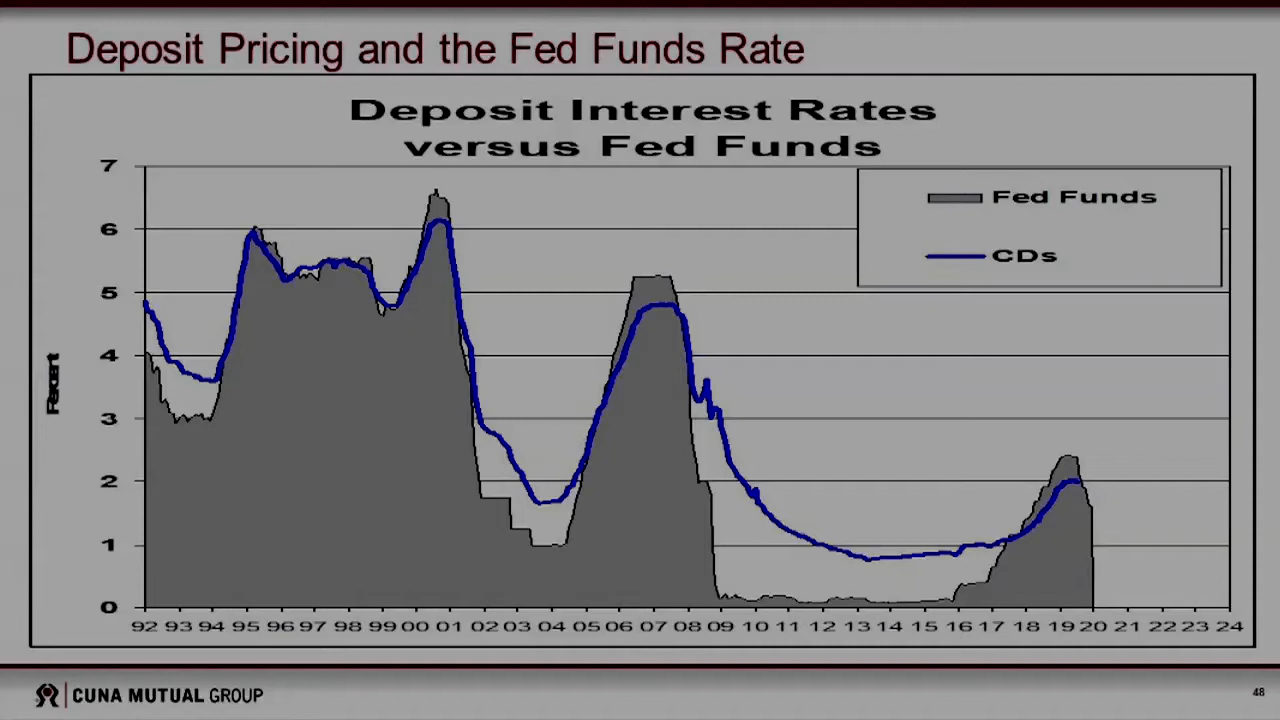 Deposit Pricing and the Fed Funds Rate
Deposit Interest Rates
versus Fed Funds
7
6
5
4
3
2
1
0
Fed Funds
CDs
92 93 94 95 96 97 98 99 00 01 02 03 04 05 06 07 08 09 10 11 12 13 14 15 16 17 18 19 20 21 22 23 24
CUNA MUTUAL GROUP
48